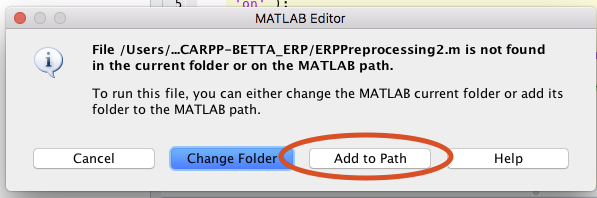 5
'on' );
MATLAB Editor
File /Users/...CARPP-BETTA_ERP/ERPPreprocessing2.m is not found
in the current folder or on the MATLAB path.
To run this file, you can either change the MATLAB current folder or add its
folder to the MATLAB path.
Cancel
Change Folder
Add to Path
Help